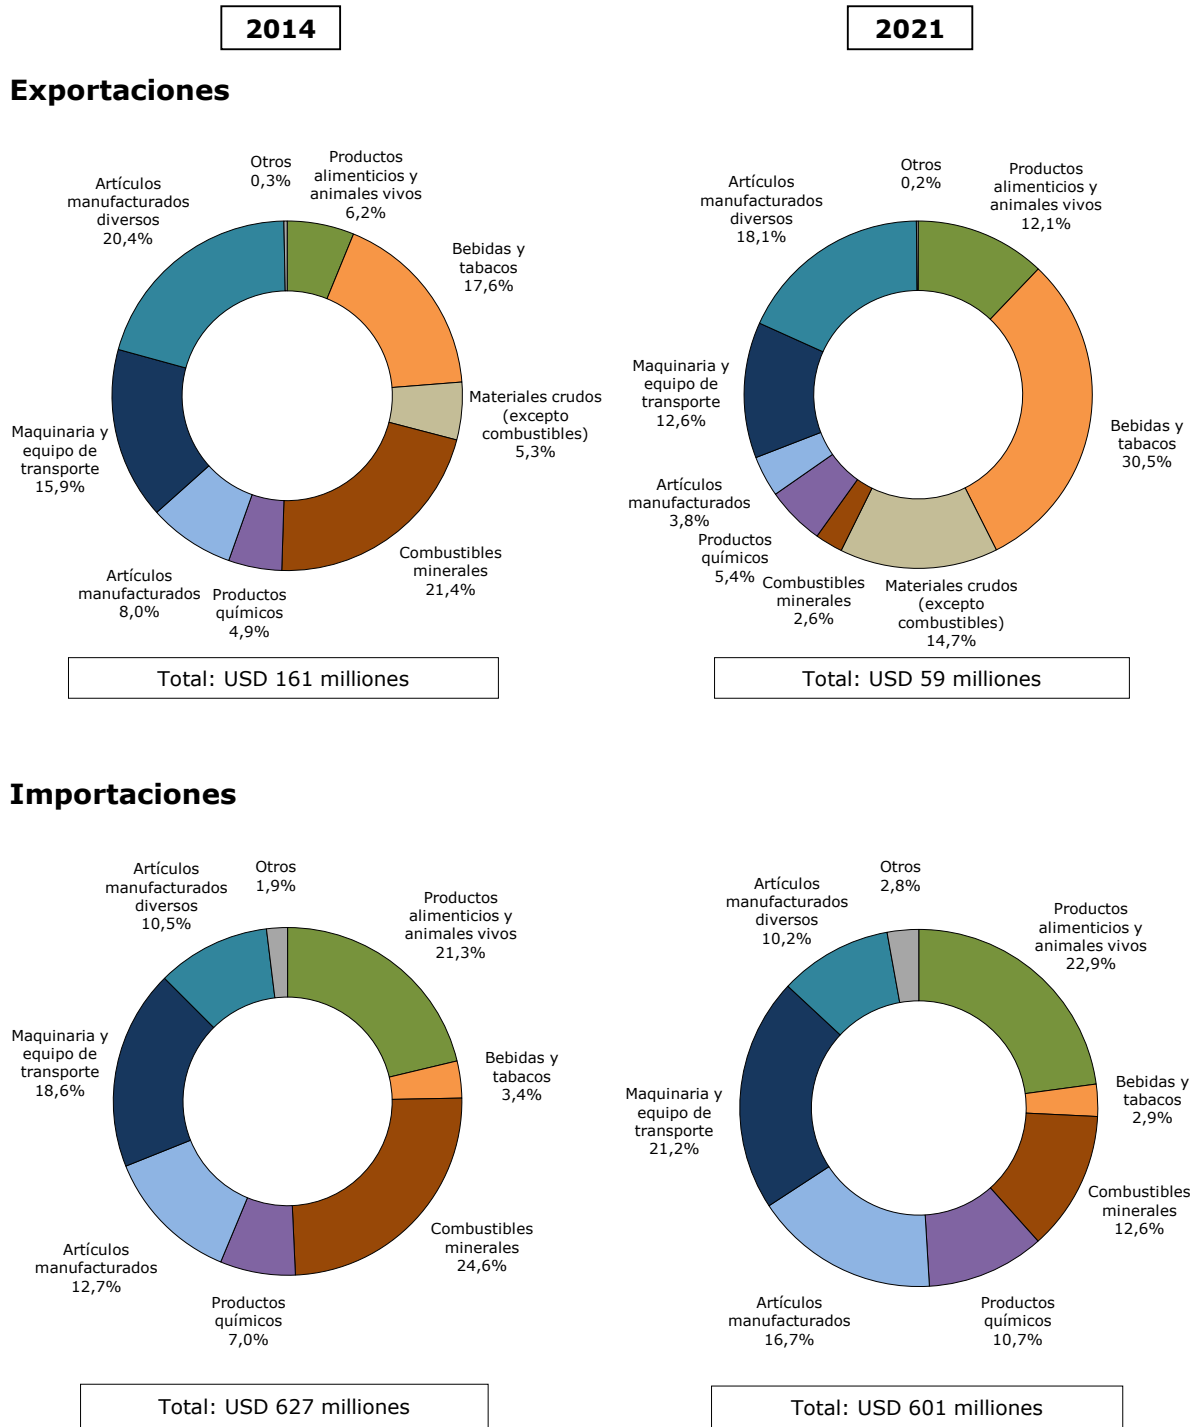 2014
2021
Exportaciones
Otros
0,3%
Productos
alimenticios y
animales vivos
6,2%
Bebidas y
tabacos
17,6%
Materiales crudos
(excepto
combustibles)
5,3%
Combustibles
minerales
21,4%
Productos
químicos
4,9%
Artículos
manufacturados
8,0%
Maquinaria y
equipo de
transporte
15,9%
Artículos
manufacturados
diversos
20,4%
Total: USD 161 milliones
Otros
0,2%
Productos
alimenticios y
animales vivos
12,1%
Bebidas y
tabacos
30,5%
Materiales crudos
(excepto
combustibles)
14,7%
Combustibles
minerales
2,6%
Productos
químicos
5,4%
Artículos
manufacturados
3,8%
Maquinaria y
equipo de
transporte
12,6%
Artículos
manufacturados
diversos
18,1%
Total: USD 59 milliones
Importaciones
Otros
1,9%
Productos
alimenticios y
animales vivos
21,3%
Bebidas y
tabacos
3,4%
Combustibles
minerales
24,6%
Productos
químicos
7,0%
Artículos
manufacturados
12,7%
Maquinaria y
equipo de
transporte
18,6%
Artículos
manufacturados
diversos
10,5%
Total: USD 627 milliones
Otros
2,8%
Productos
alimenticios y
animales vivos
22,9%
Bebidas y
tabacos
2,9%
Combustibles
minerales
12,6%
Productos
químicos
10,7%
Artículos
manufacturados
16,7%
Maquinaria y
equipo de
transporte
21,2%
Artículos
manufacturados
diversos
10,2%
Total: USD 601 milliones